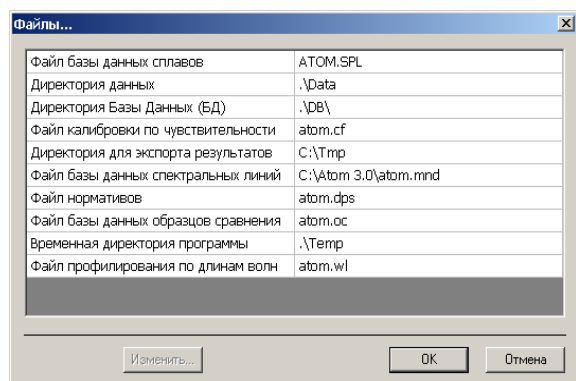 Файлы...
Файл базы данных сплавов ATOM.SPL
Директория данных .\Data
Директория Базы Данных (БД) .\DB\
Файл калибровки по чувствительности atom.cf
Директория для экспорта результатов C:\Tmp
Файл базы данных спектральных линий C:\Atom 3.0\atom.mnd
Файл нормативов atom.dps
Файл базы данных образцов сравнения atom.oc
Временная директория программы .\Temp
Файл профилирования по длинам волн atom.wl
Изменить... OK Отмена